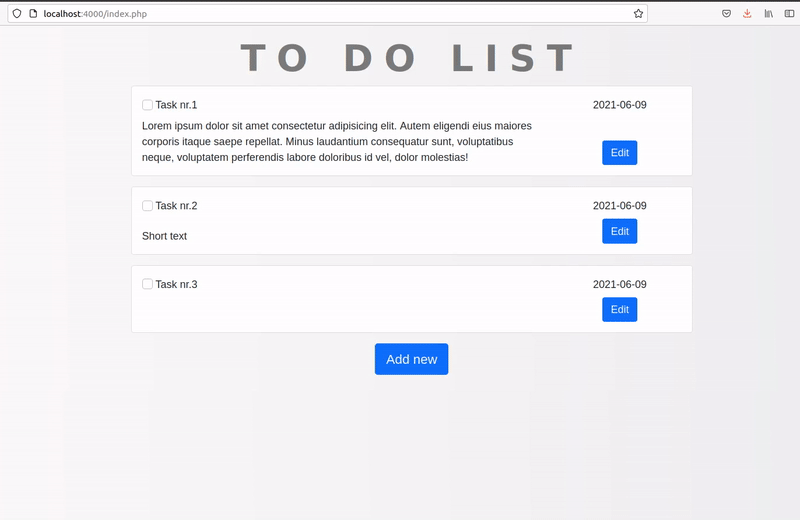 localhost:4000/index.php
TO DO LIST
Task nr.1
2021-06-09
Lorem ipsum dolor sit amet consectetur adipisicing elit. Autem eligendi eius maiores
corporis itaque saepe repellat. Minus laudantium consequatur sunt, voluptatibus
neque, voluptatem perferendis labore doloribus id vel, dolor molestias!
Edit
Task nr.2
2021-06-09
Short text
Edit
Task nr.3
2021-06-09
Edit
Add new